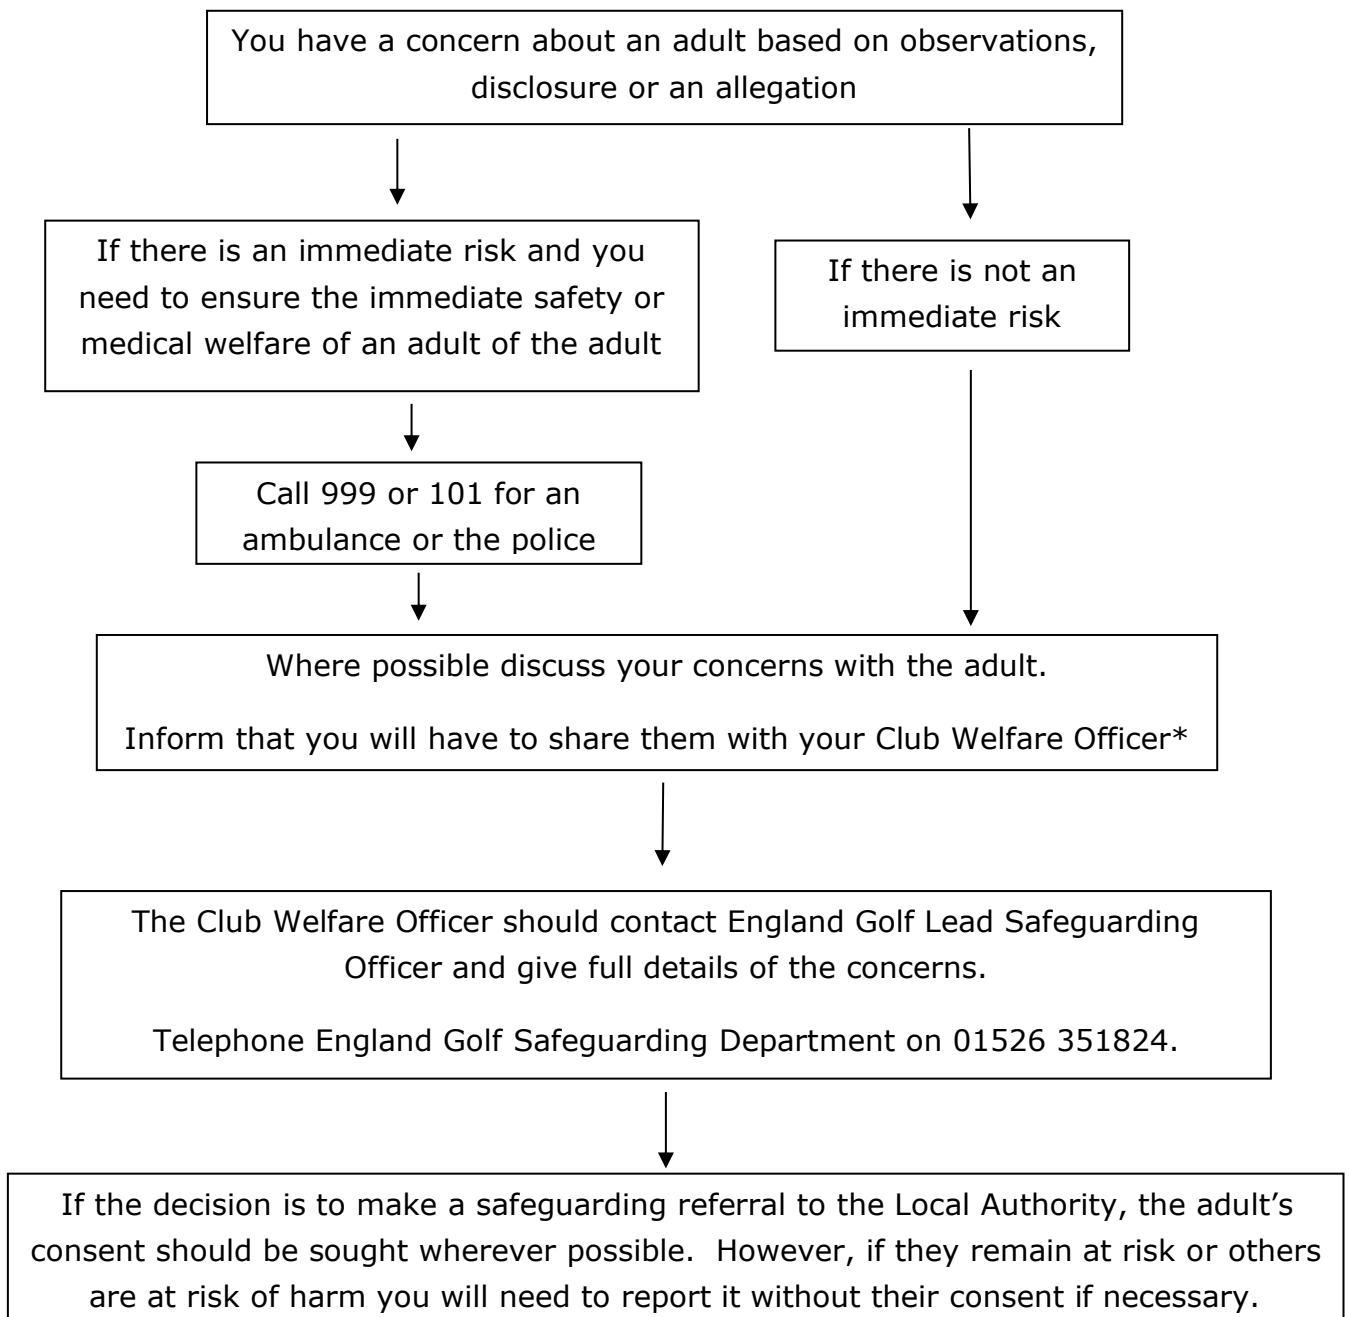 You have a concern about an adult based on observations,
disclosure or an allegation
If there is an immediate risk and you
need to ensure the immediate safety or
medical welfare of an adult of the adult
If there is not an
immediate risk
Call 999 or 101 for an
ambulance or the police
Where possible discuss your concerns with the adult.
Inform that you will have to share them with your Club Welfare Officer*
The Club Welfare Officer should contact England Golf Lead Safeguarding
Officer and give full details of the concerns.
Telephone England Golf Safeguarding Department on 01526 351824.
If the decision is to make a safeguarding referral to the Local Authority, the adult’s
consent should be sought wherever possible.  However, if they remain at risk or others
are at risk of harm you will need to report it without their consent if necessary.